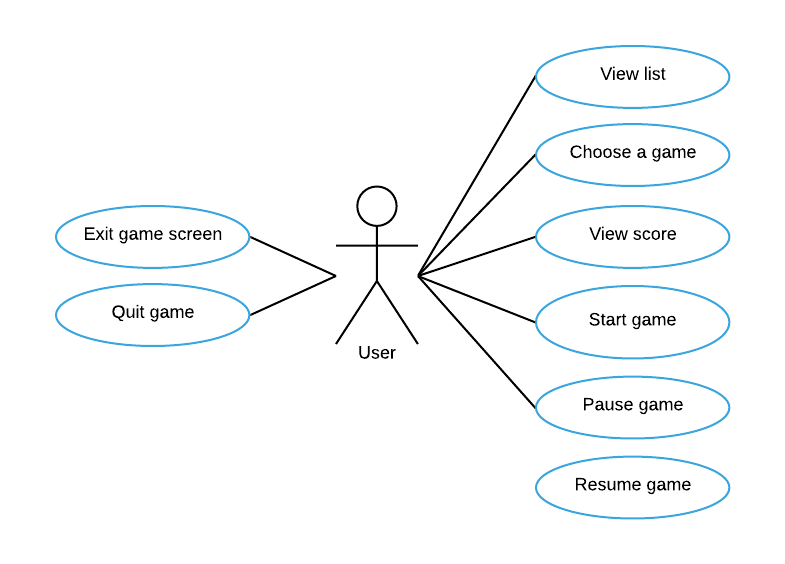 View list
Choose a game
Exit game screen
View score
Quit game
Start game
User
Pause game
Resume game